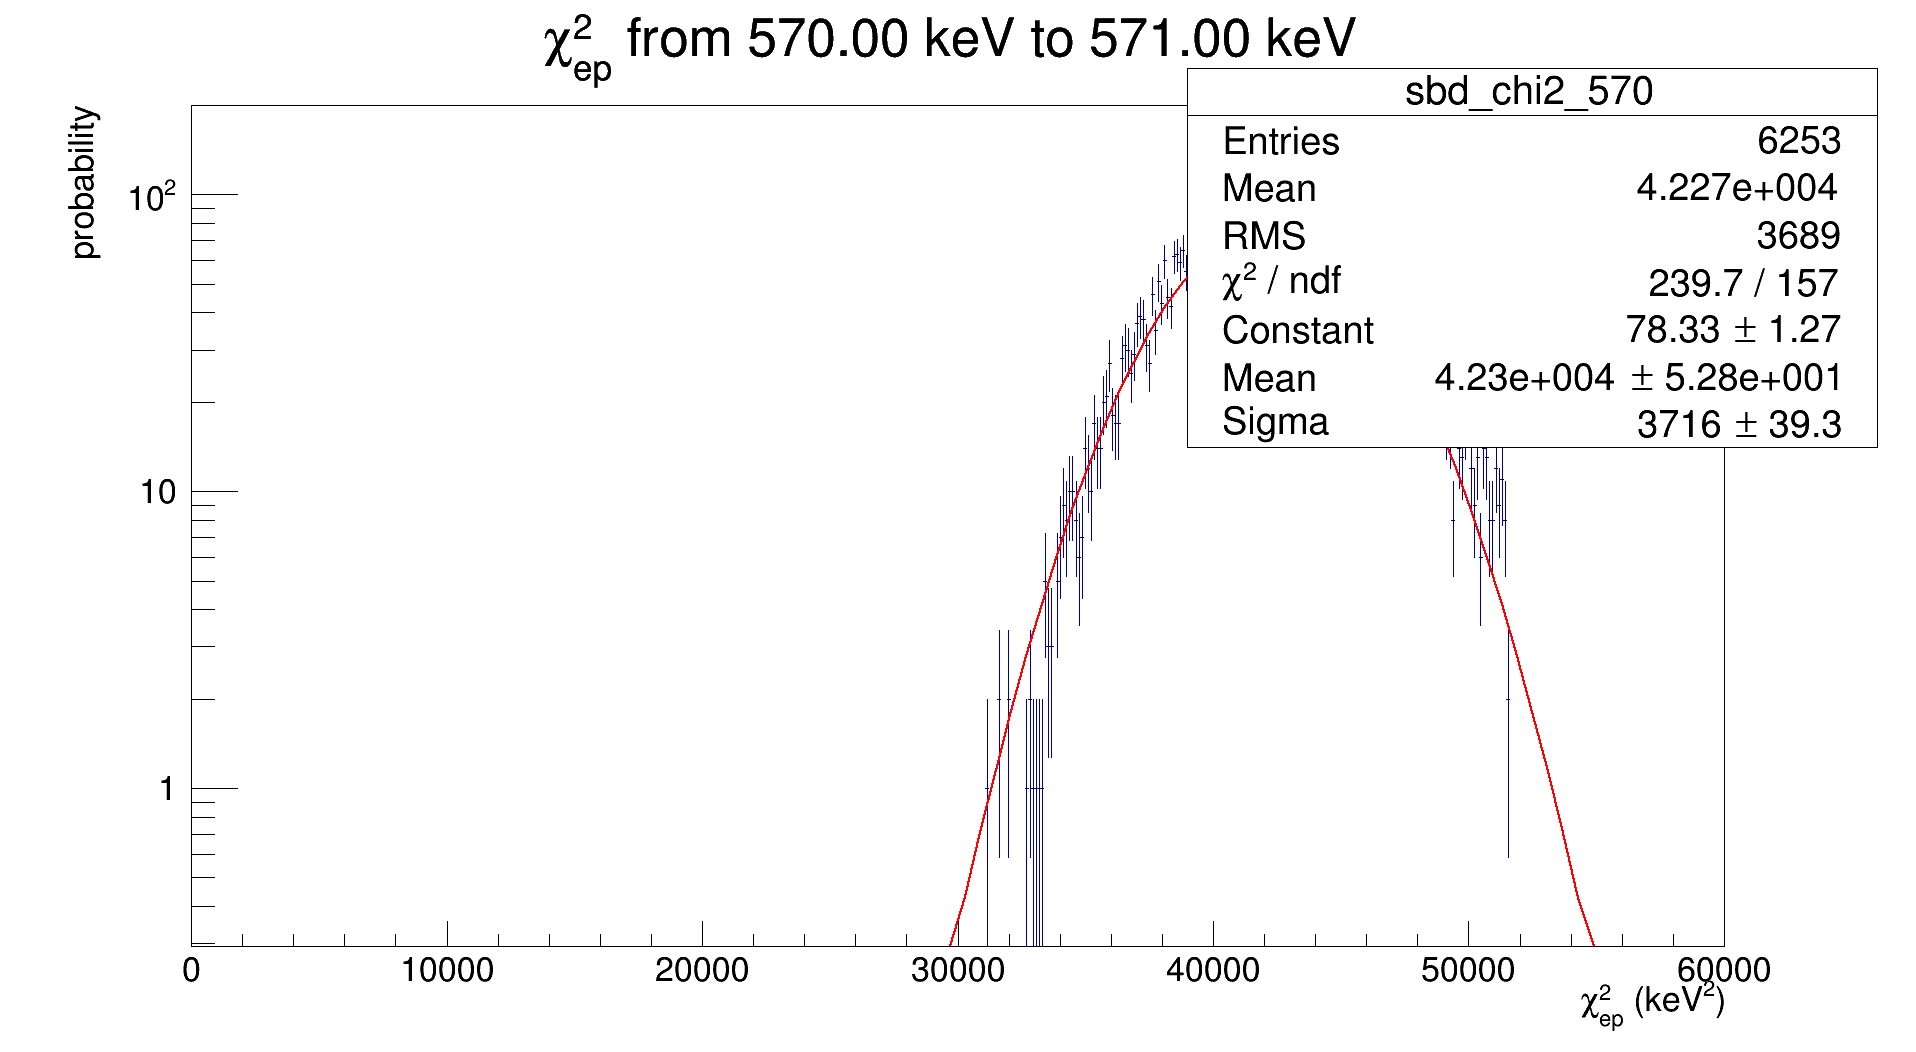 χ²ep from 570.00 keV to 571.00 keV
sbd_chi2_570
Entries 6253
Mean 4.227e+004
RMS 3689
χ² / ndf 239.7 / 157
Constant 78.33 ± 1.27
Mean 4.23e+004 ± 5.28e+001
Sigma 3716 ± 39.3
probability
10²
10
1
0 10000 20000 30000 40000 50000 60000
χ²ep (keV²)